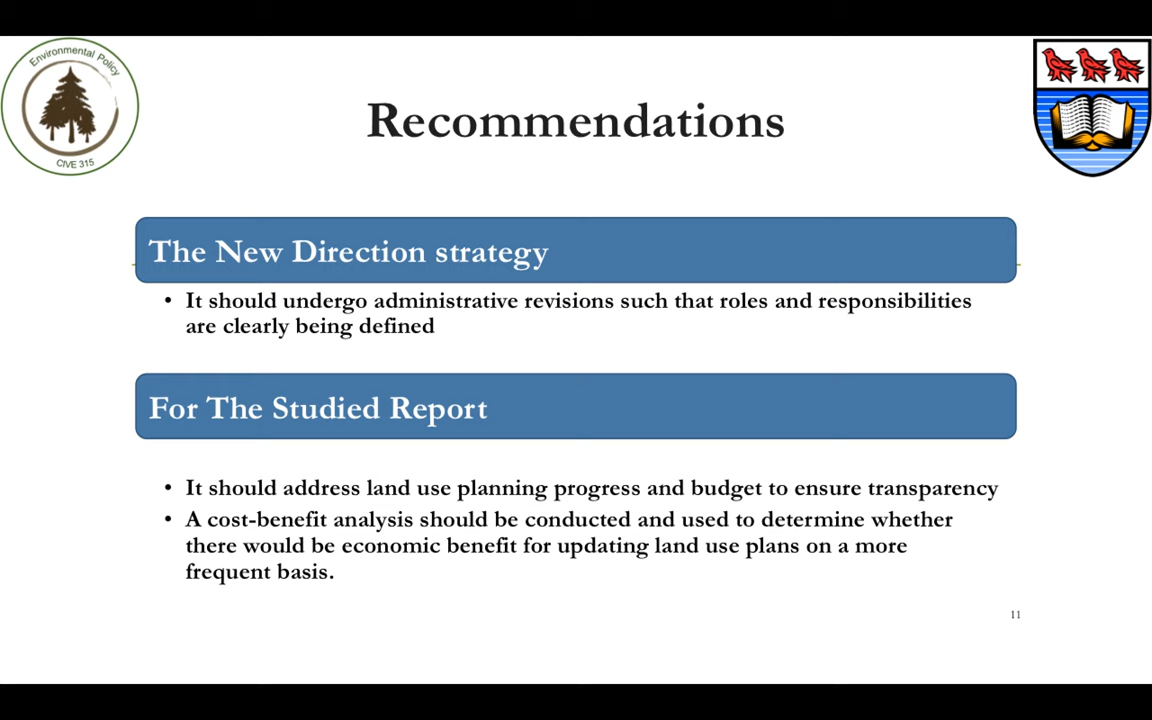 Environmental Policy
CIVE 315
Recommendations
The New Direction strategy
• It should undergo administrative revisions such that roles and responsibilities
are clearly being defined
For The Studied Report
• It should address land use planning progress and budget to ensure transparency
• A cost-benefit analysis should be conducted and used to determine whether
there would be economic benefit for updating land use plans on a more
frequent basis.
11